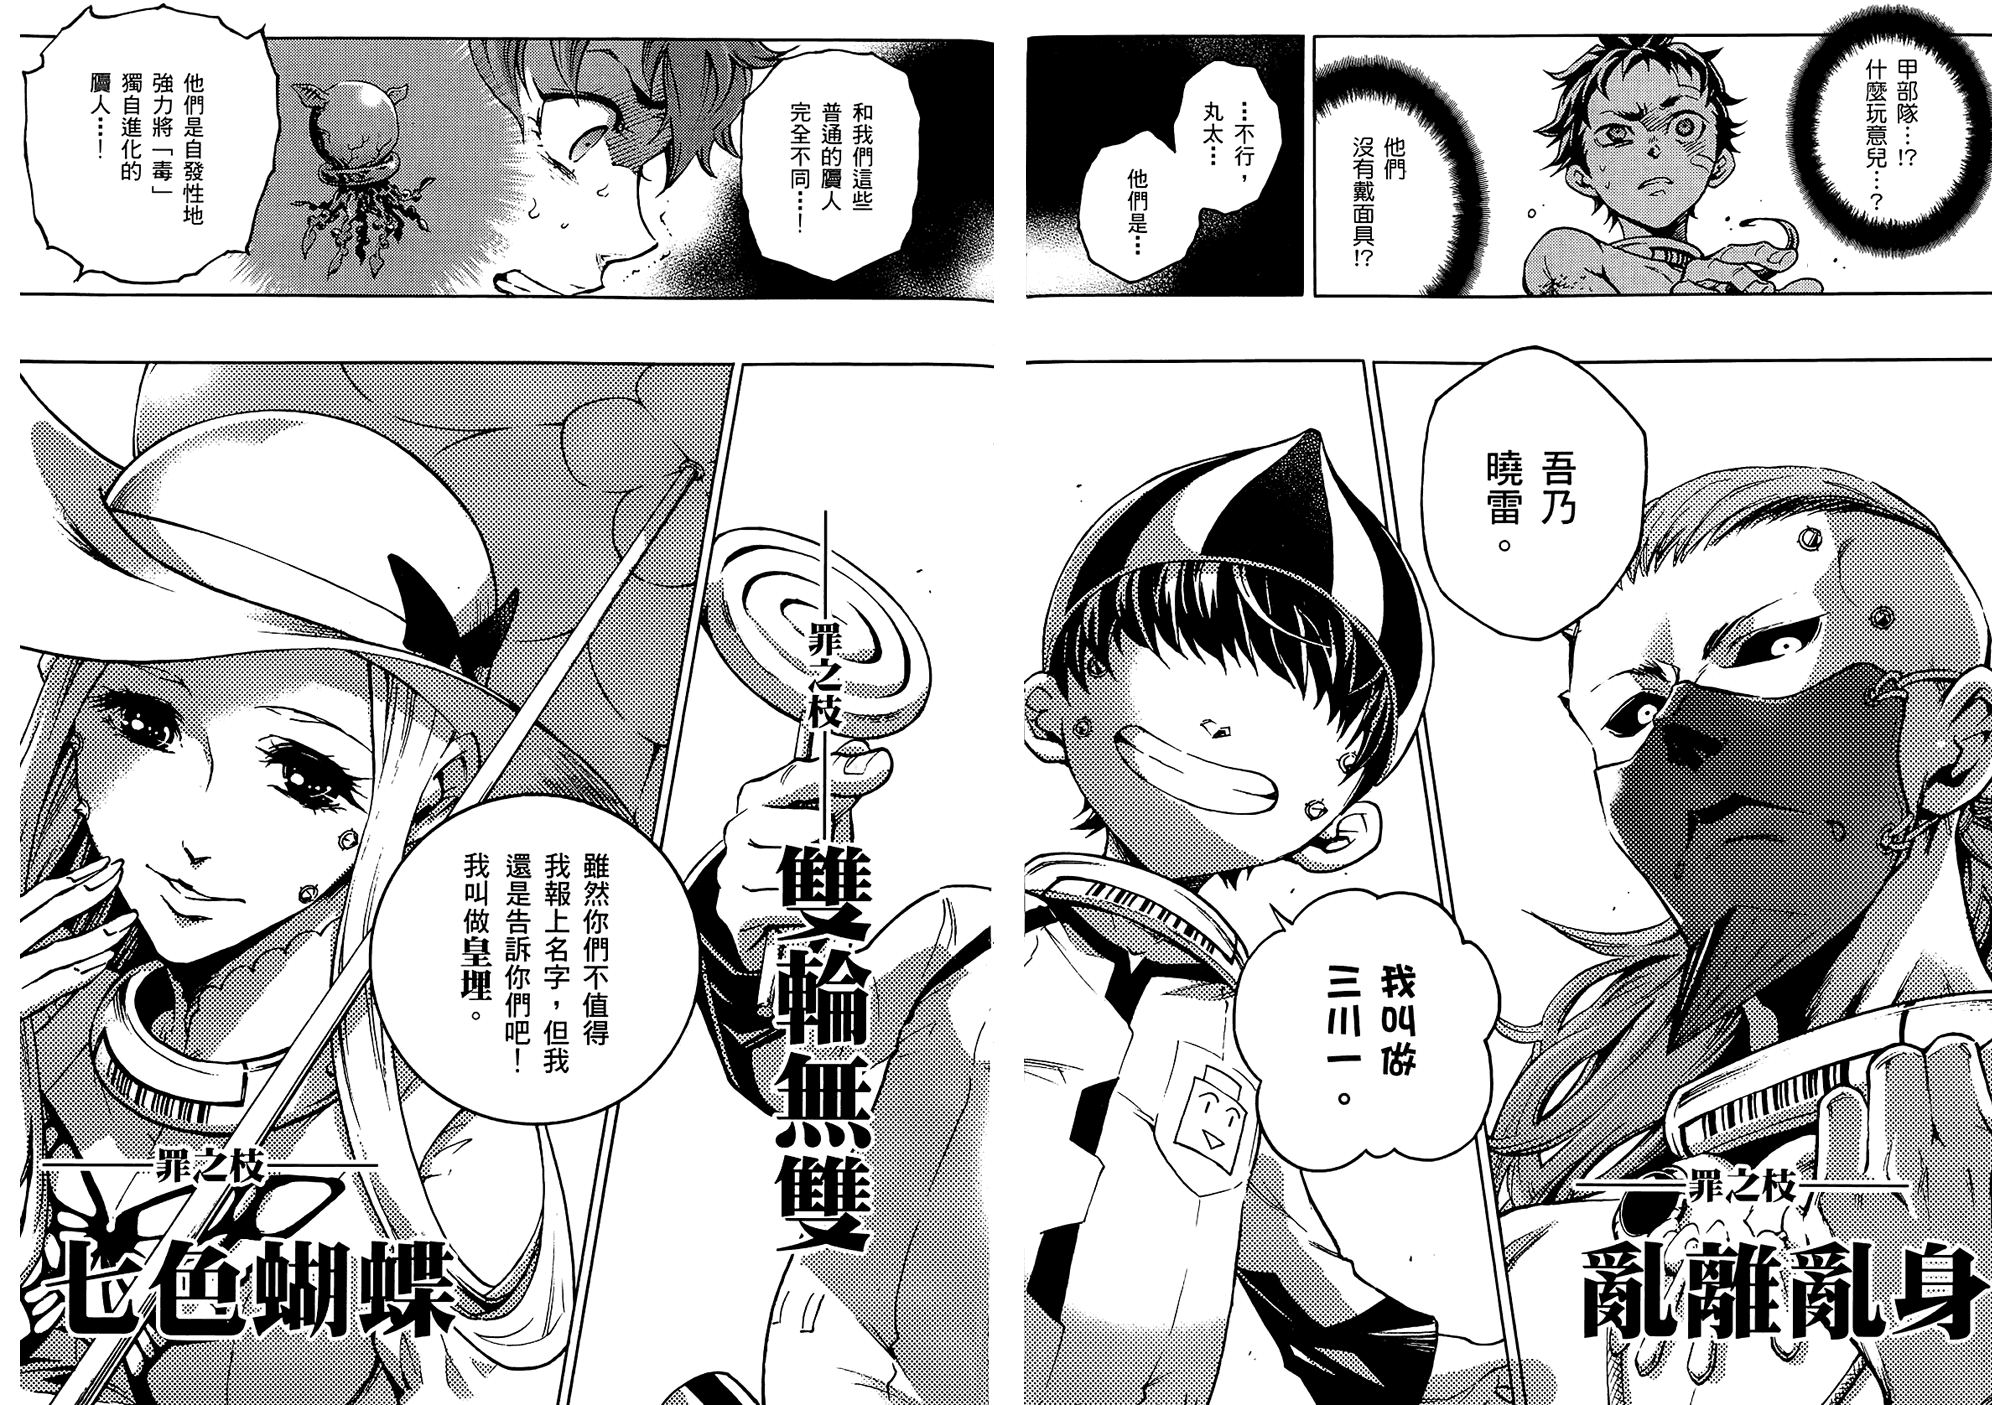 甲部隊…!?
什麼玩意兒…?
他們
沒有戴面具!?
…不行，
丸太…
他們是…
和我們這些
普通的贗人
完全不同…！
他們是自發性地
強力將「毒」
獨自進化的
贗人…！
吾乃
曉雷。
罪之枝
亂離亂身
我叫做
三川一。
罪之枝
雙輪無雙
雖然你們不值得
我報上名字，但我
還是告訴你們吧！
我叫做皇埋。
罪之枝
七色蝴蝶